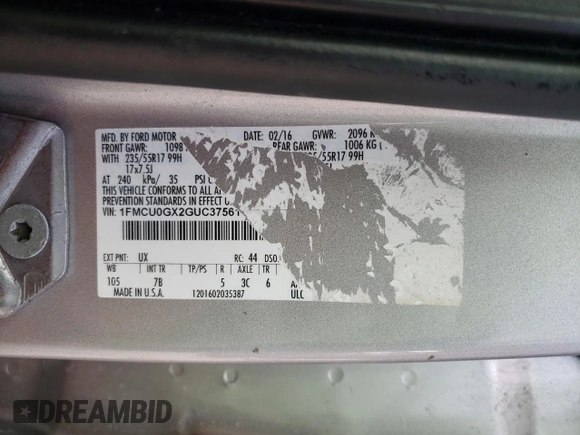 MFD. BY FORD MOTOR DATE: 02/16 GVWR: 2096 K
FRONT GAWR: 1098 REAR GAWR: 1006 KG
WITH 235/55R17 99H 55R17 99H
17x7.5J
AT 240 kPa/ 35 PSI
THIS VEHICLE CONFORMS TO ALL
PREVENTION STANDARDS IN EFFECT
VIN: 1FMCU0GX2GUC3756
EXT PNT: UX RC: 44 DSO:
WB INT TR TP/PS R AXLE TR
105 7B 5 3C 6
MADE IN U.S.A. 1201602035387 ULC
DREAMBID